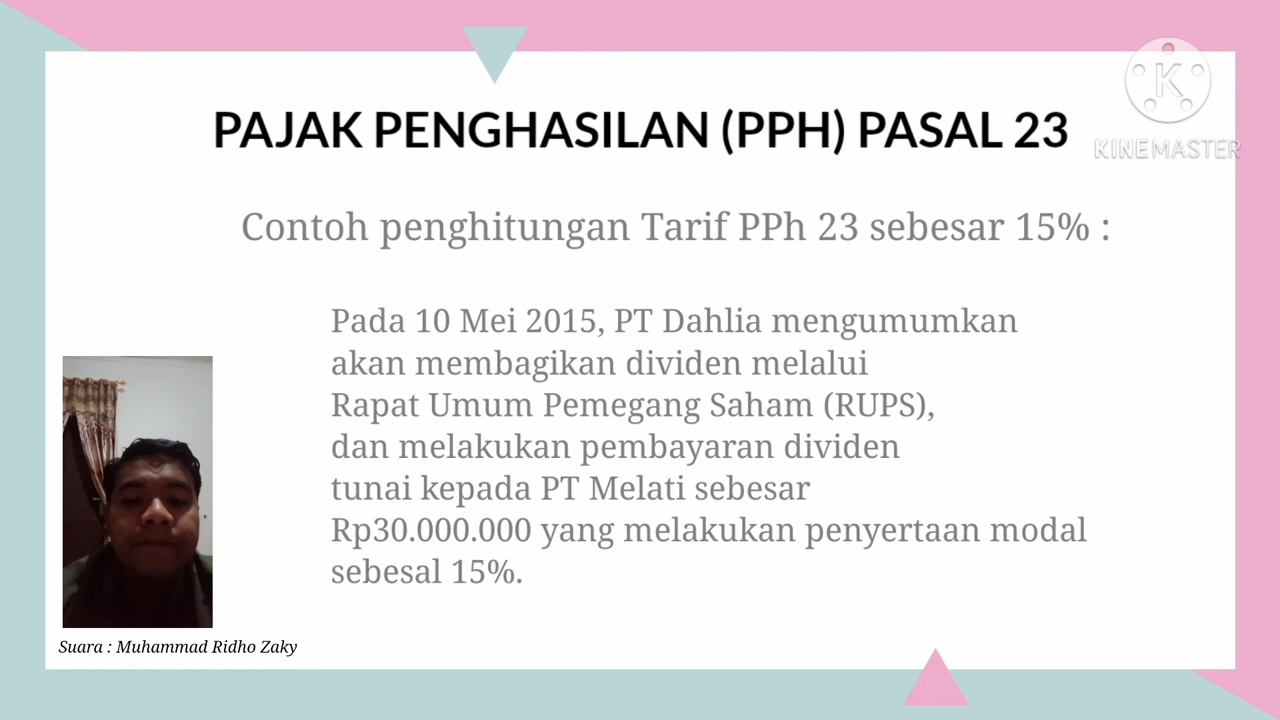 PAJAK PENGHASILAN (PPH) PASAL 23
K
KINEMASTER
Contoh penghitungan Tarif PPh 23 sebesar 15% :
Pada 10 Mei 2015, PT Dahlia mengumumkan
akan membagikan dividen melalui
Rapat Umum Pemegang Saham (RUPS),
dan melakukan pembayaran dividen
tunai kepada PT Melati sebesar
Rp30.000.000 yang melakukan penyertaan modal
sebesal 15%.
Suara : Muhammad Ridho Zaky